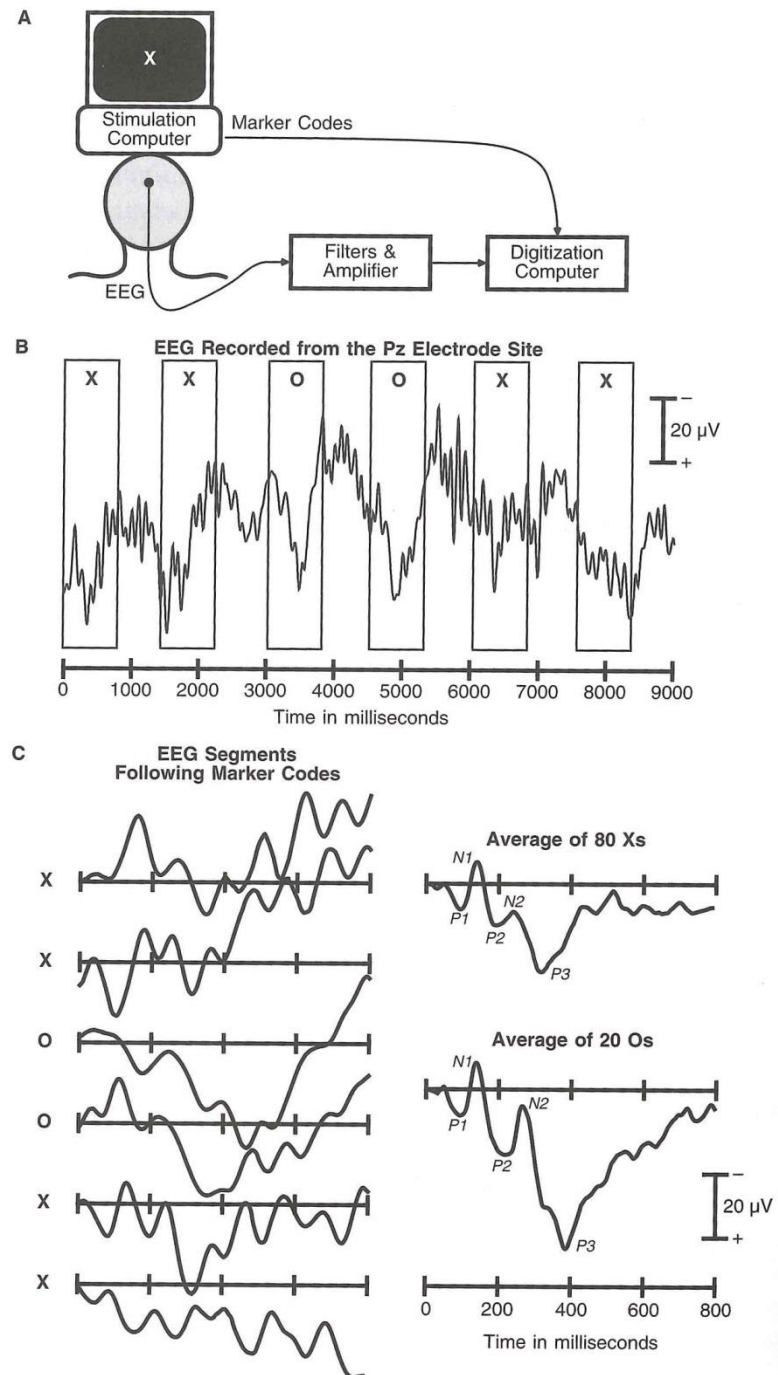 A
X
Stimulation
Computer
Marker Codes
Filters &
Amplifier
Digitization
Computer
EEG
B
EEG Recorded from the Pz Electrode Site
X X O O X X
−
20 µV
+
0 1000 2000 3000 4000 5000 6000 7000 8000 9000
Time in milliseconds
C
EEG Segments
Following Marker Codes
X
X
O
O
X
X
Average of 80 Xs
N1
P1
P2
N2
P3
Average of 20 Os
N1
P1
P2
N2
P3
−
20 µV
+
0 200 400 600 800
Time in milliseconds